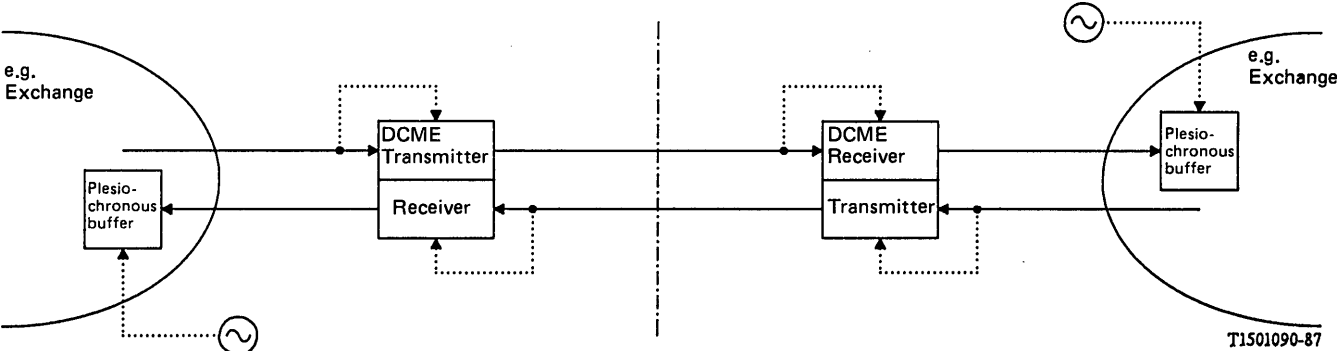 e.g.
Exchange
DCME
Transmitter
Receiver
Plesio-
chronous
buffer
DCME
Receiver
Transmitter
e.g.
Exchange
Plesio-
chronous
buffer
T1501090-87